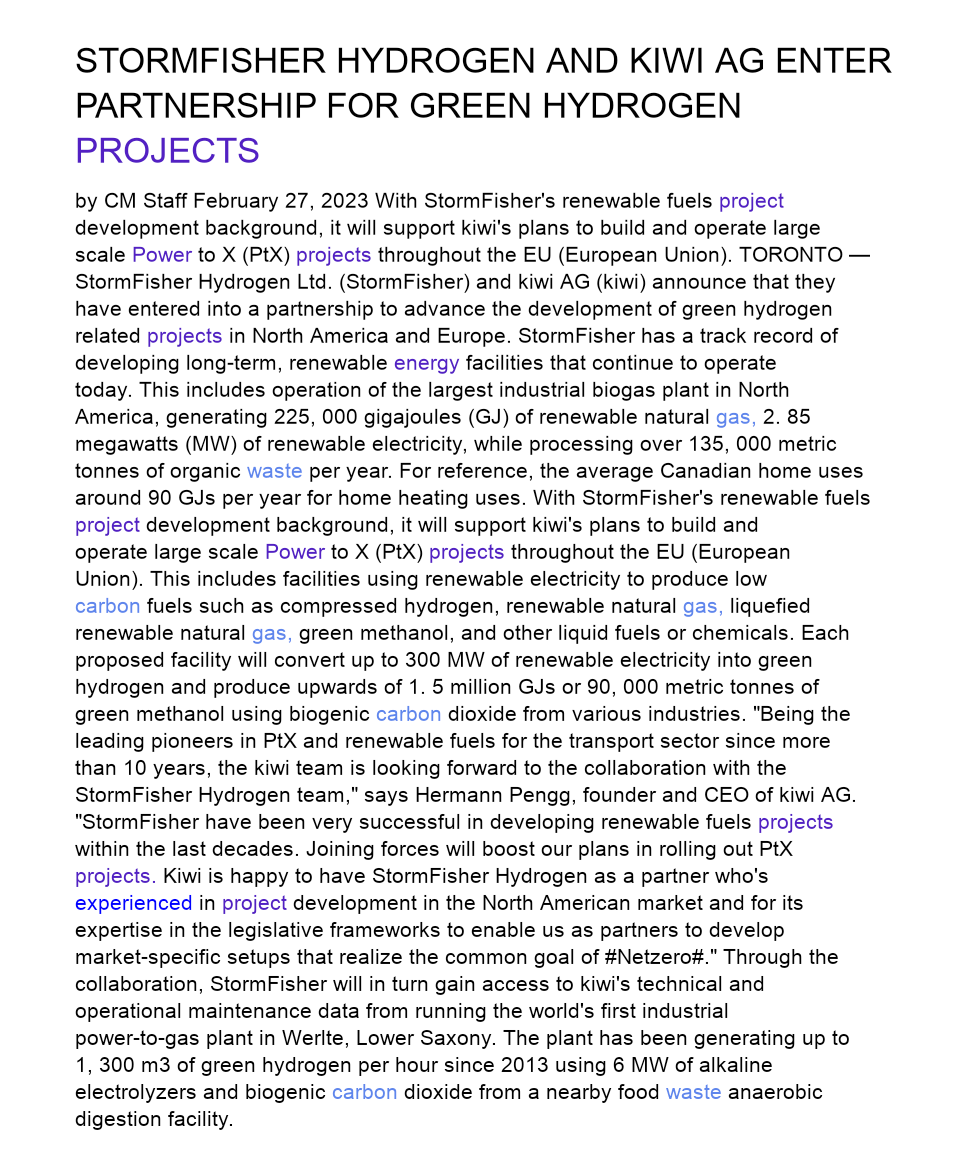 STORMFISHER HYDROGEN AND KIWI AG ENTER
PARTNERSHIP FOR GREEN HYDROGEN
PROJECTS
by CM Staff February 27, 2023 With StormFisher's renewable fuels project
development background, it will support kiwi's plans to build and operate large
scale Power to X (PtX) projects throughout the EU (European Union). TORONTO —
StormFisher Hydrogen Ltd. (StormFisher) and kiwi AG (kiwi) announce that they
have entered into a partnership to advance the development of green hydrogen
related projects in North America and Europe. StormFisher has a track record of
developing long-term, renewable energy facilities that continue to operate
today. This includes operation of the largest industrial biogas plant in North
America, generating 225, 000 gigajoules (GJ) of renewable natural gas, 2. 85
megawatts (MW) of renewable electricity, while processing over 135, 000 metric
tonnes of organic waste per year. For reference, the average Canadian home uses
around 90 GJs per year for home heating uses. With StormFisher's renewable fuels
project development background, it will support kiwi's plans to build and
operate large scale Power to X (PtX) projects throughout the EU (European
Union). This includes facilities using renewable electricity to produce low
carbon fuels such as compressed hydrogen, renewable natural gas, liquefied
renewable natural gas, green methanol, and other liquid fuels or chemicals. Each
proposed facility will convert up to 300 MW of renewable electricity into green
hydrogen and produce upwards of 1. 5 million GJs or 90, 000 metric tonnes of
green methanol using biogenic carbon dioxide from various industries. "Being the
leading pioneers in PtX and renewable fuels for the transport sector since more
than 10 years, the kiwi team is looking forward to the collaboration with the
StormFisher Hydrogen team," says Hermann Pengg, founder and CEO of kiwi AG.
"StormFisher have been very successful in developing renewable fuels projects
within the last decades. Joining forces will boost our plans in rolling out PtX
projects. Kiwi is happy to have StormFisher Hydrogen as a partner who's
experienced in project development in the North American market and for its
expertise in the legislative frameworks to enable us as partners to develop
market-specific setups that realize the common goal of #Netzero#." Through the
collaboration, StormFisher will in turn gain access to kiwi's technical and
operational maintenance data from running the world's first industrial
power-to-gas plant in Werlte, Lower Saxony. The plant has been generating up to
1, 300 m3 of green hydrogen per hour since 2013 using 6 MW of alkaline
electrolyzers and biogenic carbon dioxide from a nearby food waste anaerobic
digestion facility.